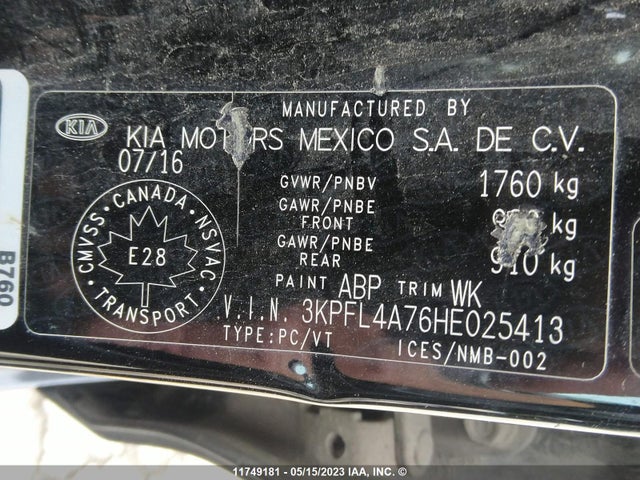 MANUFACTURED BY
KIA KIA MOTORS MEXICO S.A. DE C.V.
07/16
GVWR/PNBV 1760 kg
GAWR/PNBE FRONT kg
GAWR/PNBE REAR 910 kg
CMVSS · CANADA · NSVAC
E28
TRANSPORT
PAINT ABP TRIM WK
V.I.N. 3KPFL4A76HE025413
TYPE:PC/VT ICES/NMB-002
B760
11749181 - 05/15/2023 IAA, INC. ©